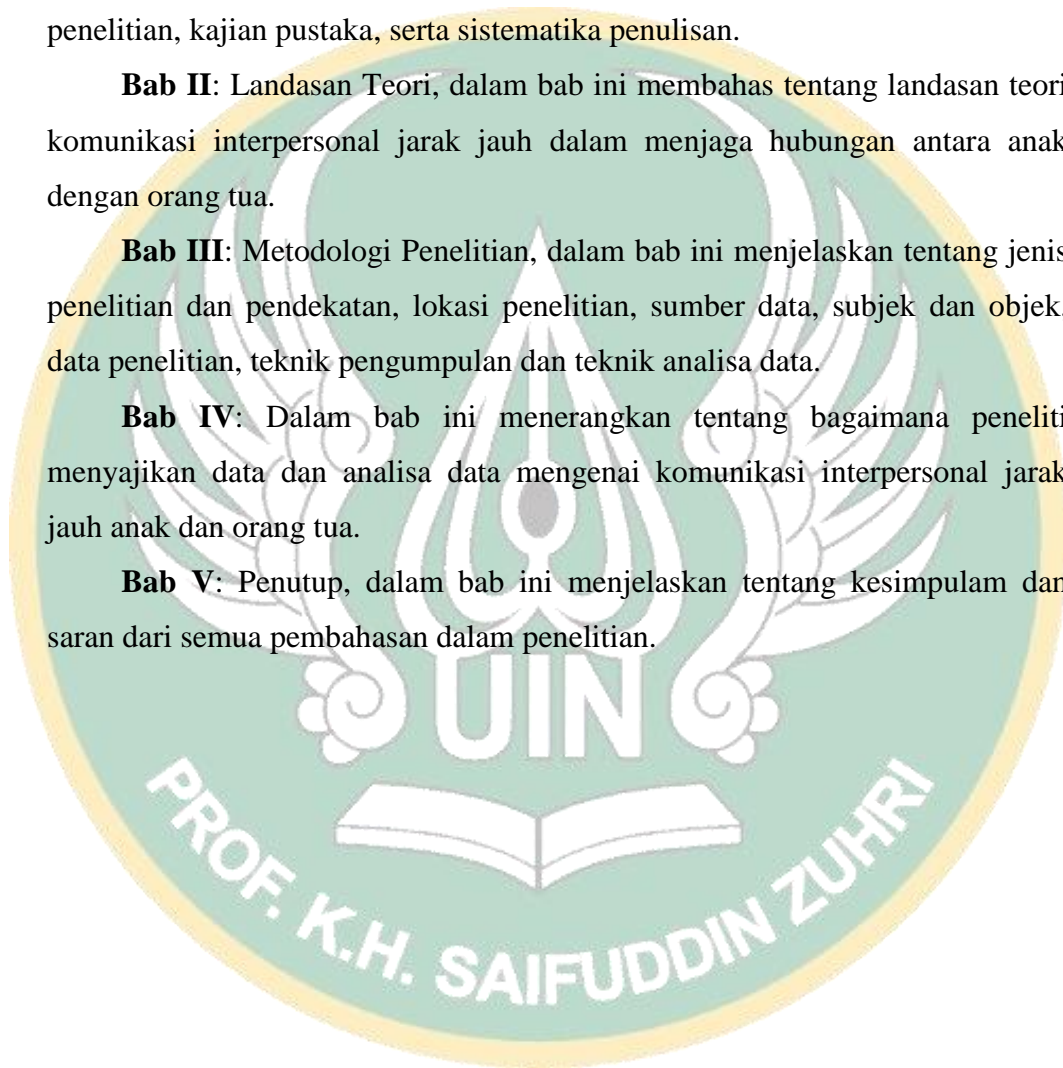 penelitian, kajian pustaka, serta sistematika penulisan.
Bab II: Landasan Teori, dalam bab ini membahas tentang landasan teori
komunikasi interpersonal jarak jauh dalam menjaga hubungan antara anak
dengan orang tua.
Bab III: Metodologi Penelitian, dalam bab ini menjelaskan tentang jenis
penelitian dan pendekatan, lokasi penelitian, sumber data, subjek dan objek,
data penelitian, teknik pengumpulan dan teknik analisa data.
Bab IV: Dalam bab ini menerangkan tentang bagaimana peneliti
menyajikan data dan analisa data mengenai komunikasi interpersonal jarak
jauh anak dan orang tua.
Bab V: Penutup, dalam bab ini menjelaskan tentang kesimpulam dan
saran dari semua pembahasan dalam penelitian.
UIN
PROF. K.H. SAIFUDDIN ZUHRI